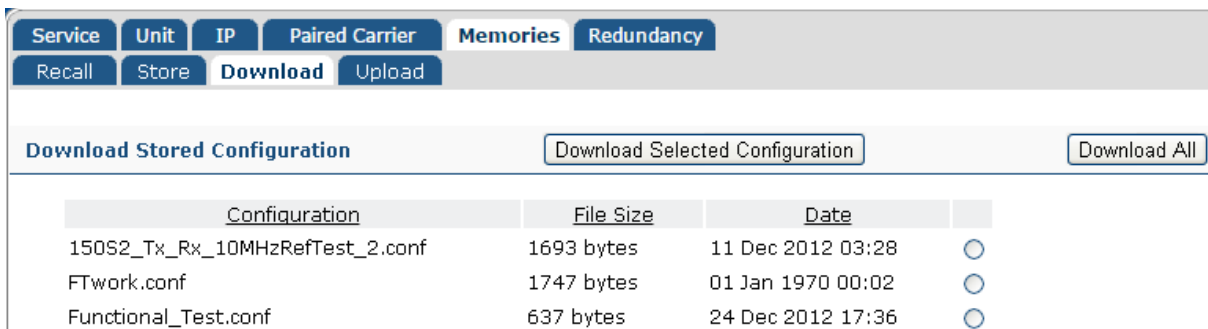 Service Unit IP Paired Carrier Memories Redundancy
Recall Store Download Upload
Download Stored Configuration Download Selected Configuration Download All
Configuration File Size Date
150S2_Tx_Rx_10MHzRefTest_2.conf 1693 bytes 11 Dec 2012 03:28
FTwork.conf 1747 bytes 01 Jan 1970 00:02
Functional_Test.conf 637 bytes 24 Dec 2012 17:36